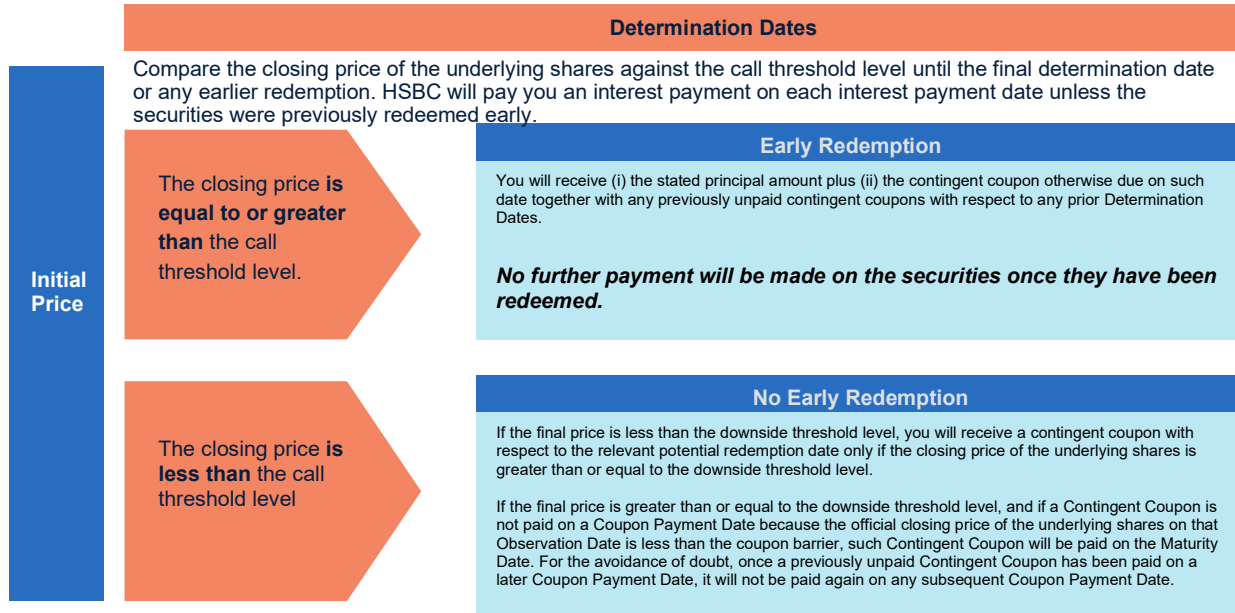 Determination Dates
Compare the closing price of the underlying shares against the call threshold level until the final determination date
or any earlier redemption. HSBC will pay you an interest payment on each interest payment date unless the
securities were previously redeemed early.
Initial
Price
The closing price is
equal to or greater
than the call
threshold level.
Early Redemption
You will receive (i) the stated principal amount plus (ii) the contingent coupon otherwise due on such
date together with any previously unpaid contingent coupons with respect to any prior Determination
Dates.
No further payment will be made on the securities once they have been
redeemed.
The closing price is
less than the call
threshold level
No Early Redemption
If the final price is less than the downside threshold level, you will receive a contingent coupon with
respect to the relevant potential redemption date only if the closing price of the underlying shares is
greater than or equal to the downside threshold level.
If the final price is greater than or equal to the downside threshold level, and if a Contingent Coupon is
not paid on a Coupon Payment Date because the official closing price of the underlying shares on that
Observation Date is less than the coupon barrier, such Contingent Coupon will be paid on the Maturity
Date. For the avoidance of doubt, once a previously unpaid Contingent Coupon has been paid on a
later Coupon Payment Date, it will not be paid again on any subsequent Coupon Payment Date.